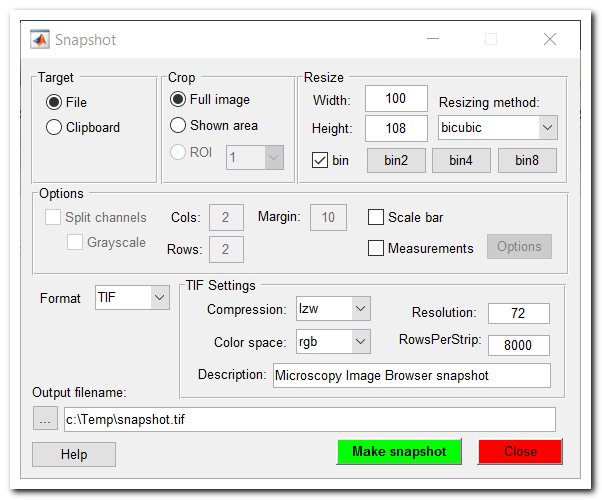 Snapshot
Target
File
Clipboard
Crop
Full image
Shown area
ROI 1
Resize
Width: 100
Height: 108
Resizing method:
bicubic
bin bin2 bin4 bin8
Options
Split channels Cols: 2 Margin: 10 Scale bar
Grayscale Rows: 2 Measurements Options
Format TIF
TIF Settings
Compression: lzw Resolution: 72
Color space: rgb RowsPerStrip: 8000
Description: Microscopy Image Browser snapshot
Output filename:
... c:\Temp\snapshot.tif
Help Make snapshot Close